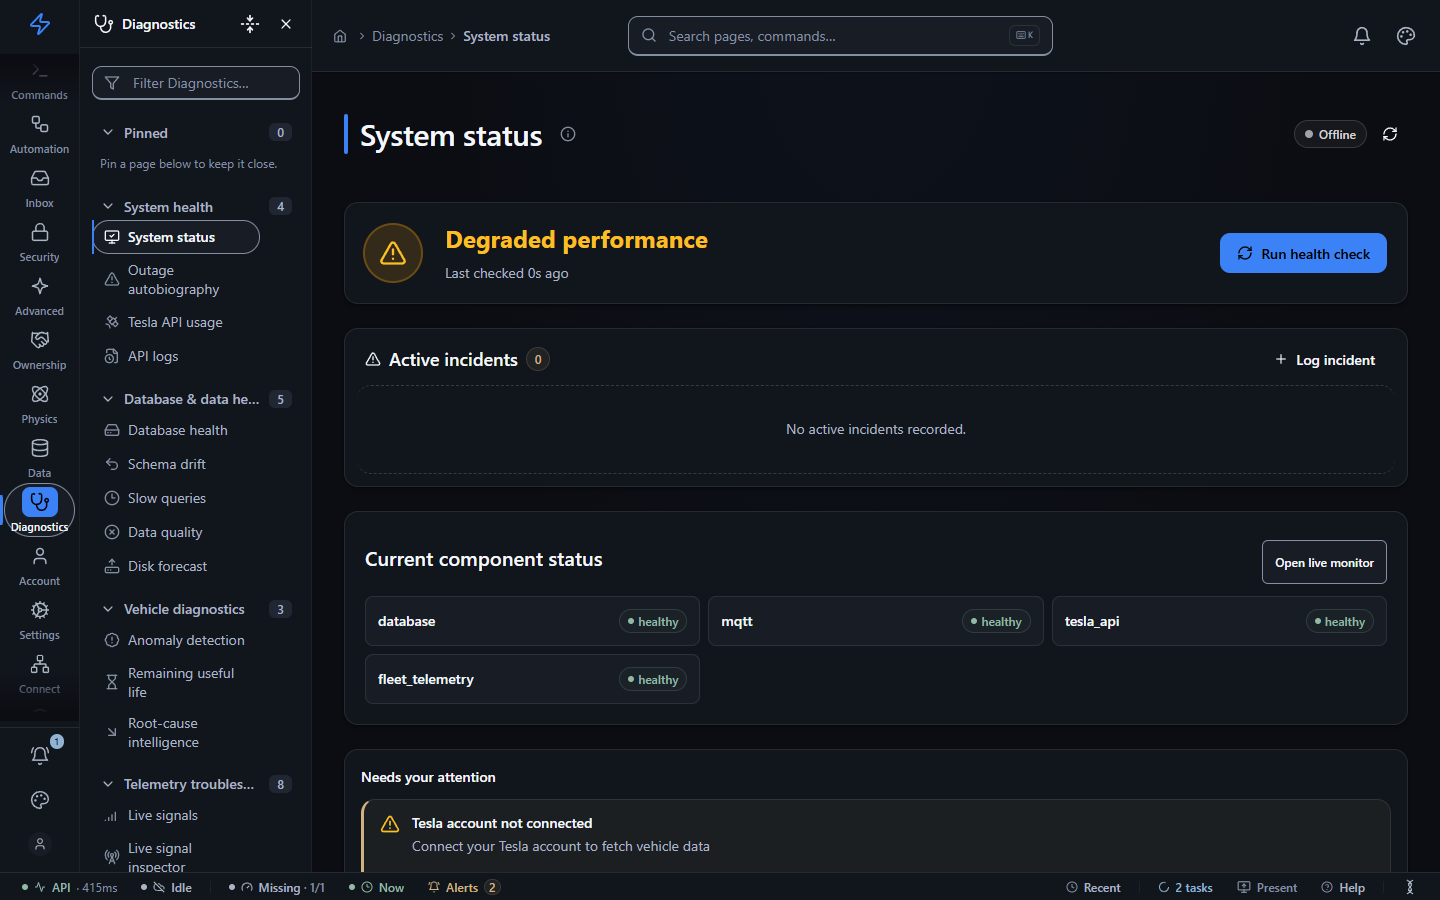 Commands
Automation
Inbox
Security
Advanced
Ownership
Physics
Data
Diagnostics
Account
Settings
Connect
1
Diagnostics
Filter Diagnostics...
Pinned 0
Pin a page below to keep it close.
System health 4
System status
Outage
autobiography
Tesla API usage
API logs
Database & data he... 5
Database health
Schema drift
Slow queries
Data quality
Disk forecast
Vehicle diagnostics 3
Anomaly detection
Remaining useful
life
Root-cause
intelligence
Telemetry troubles... 8
Live signals
Live signal
inspector
Diagnostics > System status
Search pages, commands... K
System status
Offline
Degraded performance
Last checked 0s ago
Run health check
Active incidents 0
Log incident
No active incidents recorded.
Current component status
Open live monitor
database healthy
mqtt healthy
tesla_api healthy
fleet_telemetry healthy
Needs your attention
Tesla account not connected
Connect your Tesla account to fetch vehicle data
API · 415ms Idle Missing · 1/1 Now Alerts 2 Recent 2 tasks Present Help